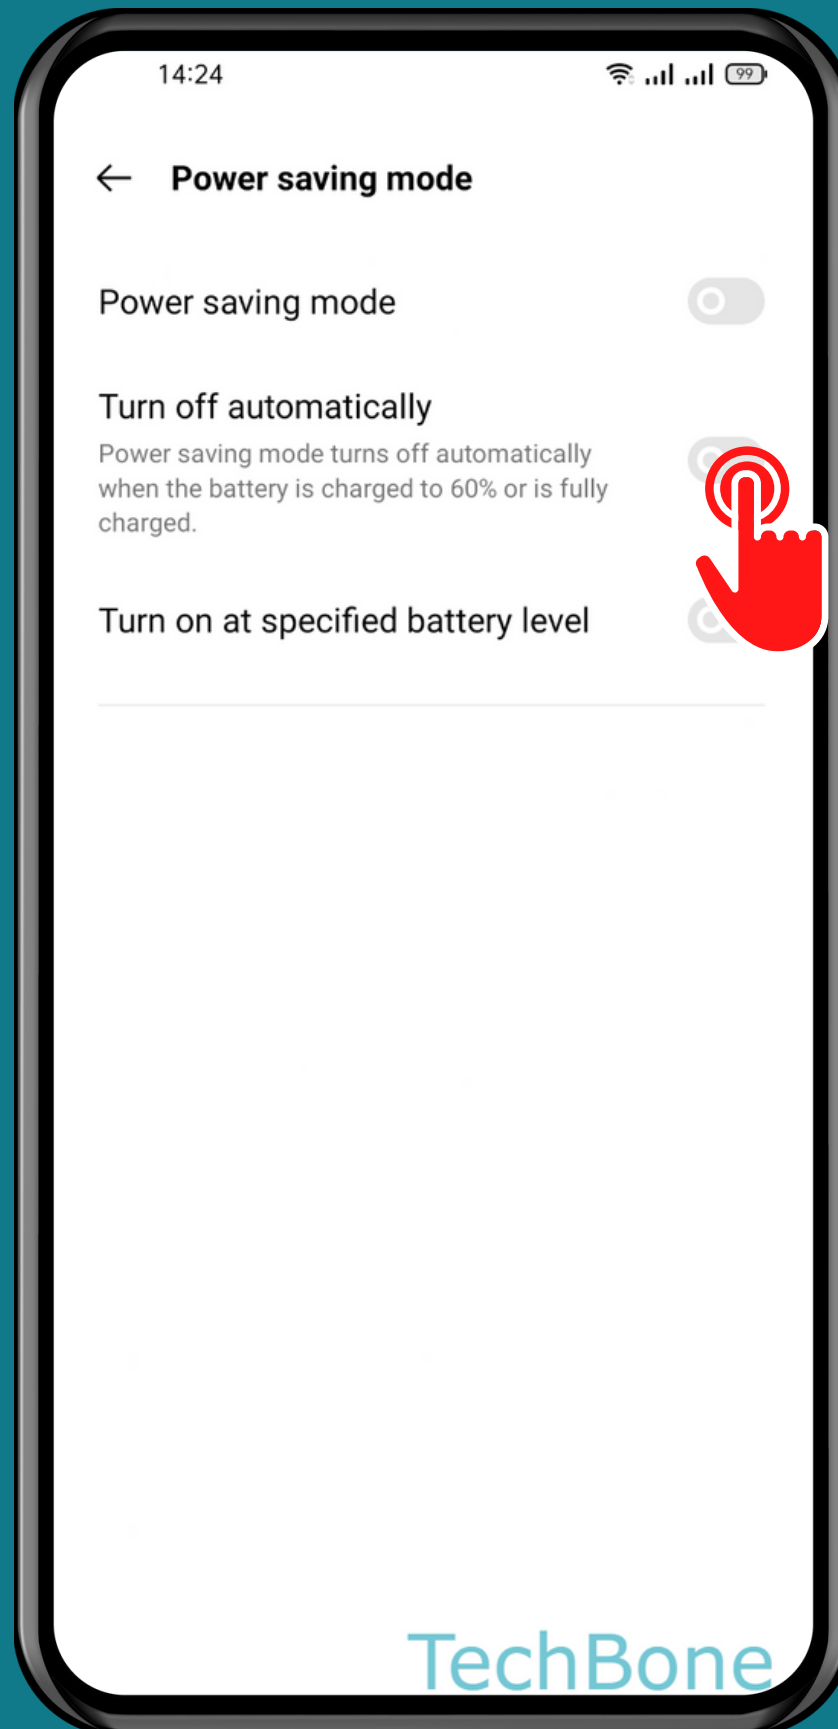 14:24
99
Power saving mode
Power saving mode
Turn off automatically
Power saving mode turns off automatically
when the battery is charged to 60% or is fully
charged.
Turn on at specified battery level
TechBone